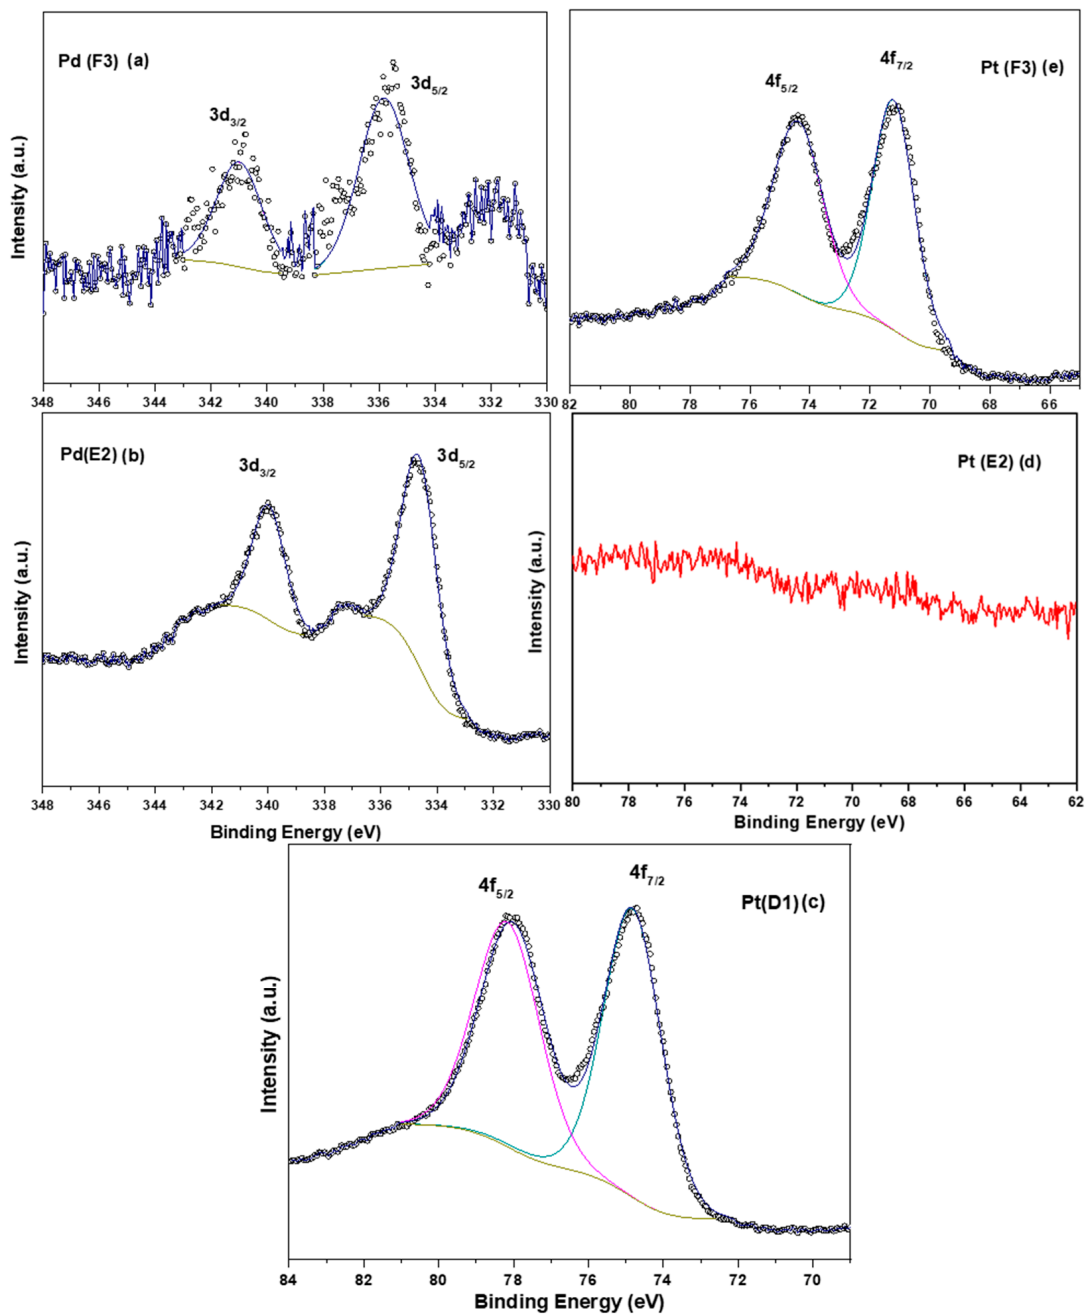 Pd (F3) (a)
3d3/2
3d5/2
Intensity (a.u.)
348 346 344 342 340 338 336 334 332 330
4f5/2
4f7/2
Pt (F3) (e)
82 80 78 76 74 72 70 68 66
Pd(E2) (b)
3d3/2
3d5/2
Intensity (a.u.)
348 346 344 342 340 338 336 334 332 330
Binding Energy (eV)
Pt (E2) (d)
Intensity (a.u.)
80 78 76 74 72 70 68 66 64 62
Binding Energy (eV)
4f5/2
4f7/2
Pt(D1) (c)
Intensity (a.u.)
84 82 80 78 76 74 72 70
Binding Energy (eV)